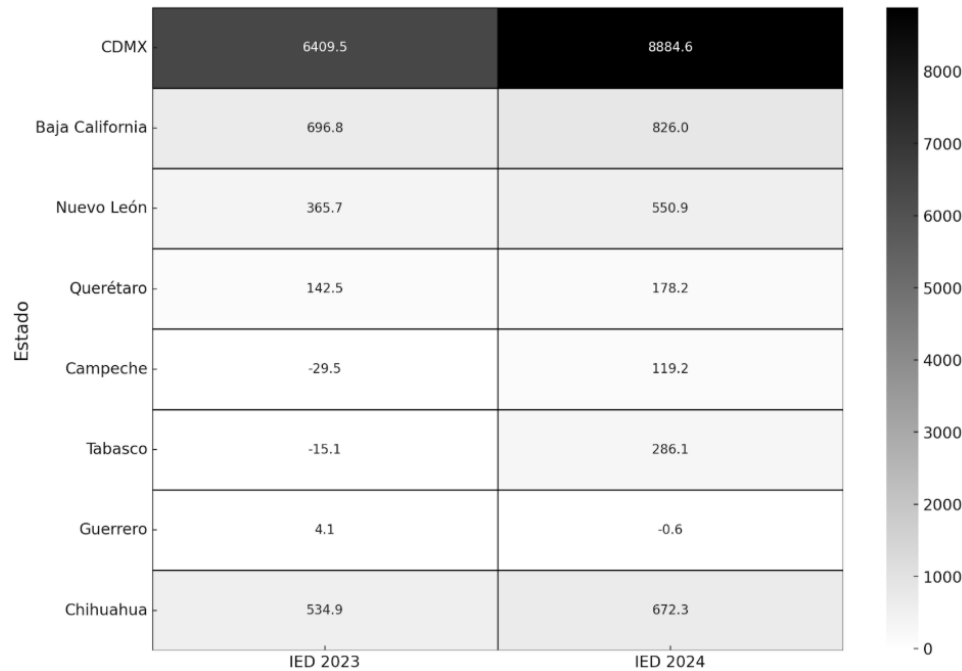 CDMX 6409.5 8884.6
Baja California 696.8 826.0
Nuevo León 365.7 550.9
Querétaro 142.5 178.2
Campeche -29.5 119.2
Tabasco -15.1 286.1
Guerrero 4.1 -0.6
Chihuahua 534.9 672.3
IED 2023 IED 2024
Estado
8000
7000
6000
5000
4000
3000
2000
1000
0